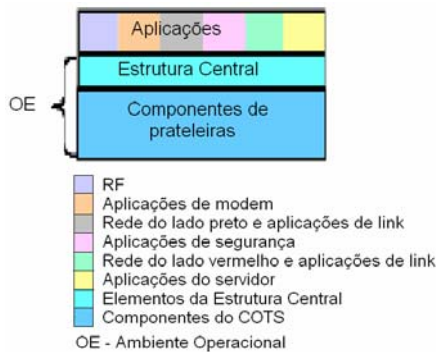 Aplicações
Estrutura Central
OE
Componentes de
prateleiras
RF
Aplicações de modem
Rede do lado preto e aplicações de link
Aplicações de segurança
Rede do lado vermelho e aplicações de link
Aplicações do servidor
Elementos da Estrutura Central
Componentes do COTS
OE - Ambiente Operacional